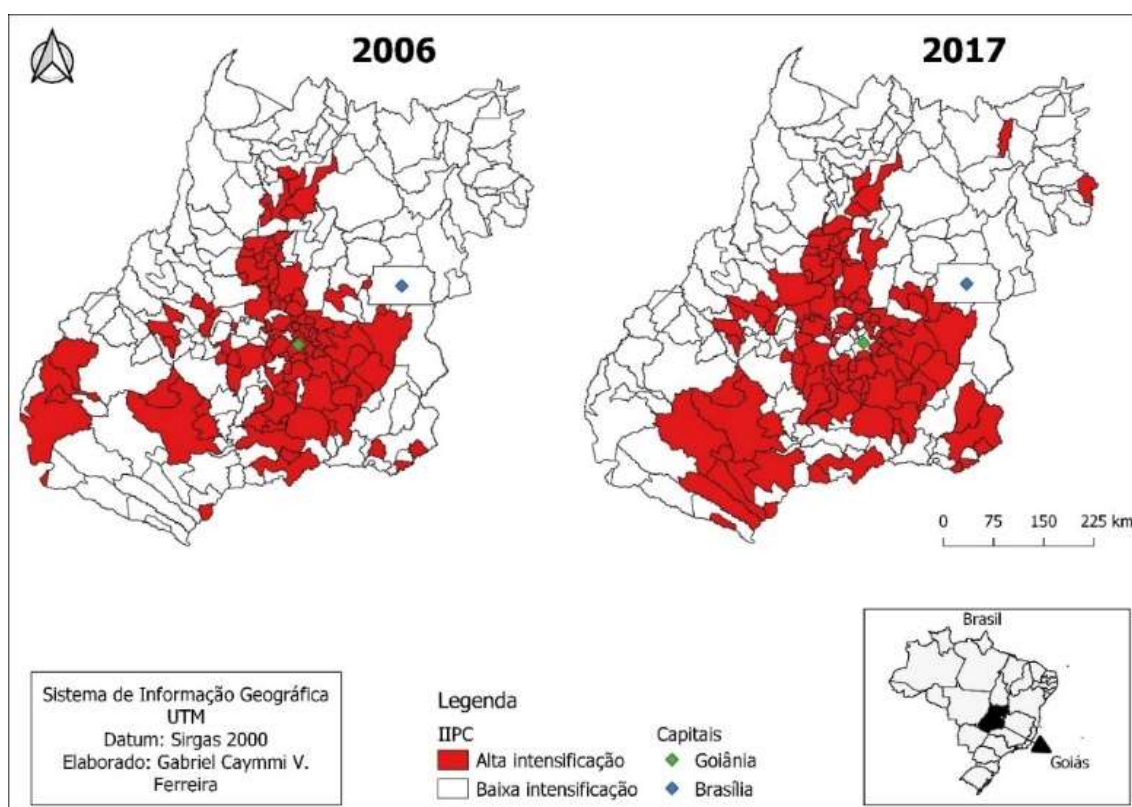 2006
2017
0 75 150 225 km
Sistema de Informação Geográfica
UTM
Datum: Sirgas 2000
Elaborado: Gabriel Caymmi V.
Ferreira
Legenda
IIPC
Alta intensificação
Baixa intensificação
Capitais
Goiânia
Brasília
Brasil
Goiás